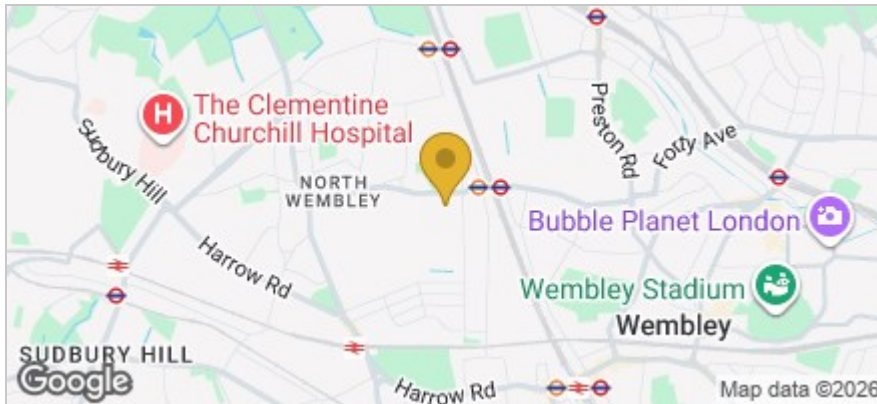 The Clementine
Churchill Hospital
H
Sudbury Hill
Preston Rd
Forty Ave
NORTH
WEMBLEY
Bubble Planet London
Harrow Rd
Wembley Stadium
Wembley
SUDBURY HILL
Google
Harrow Rd
Map data ©2026